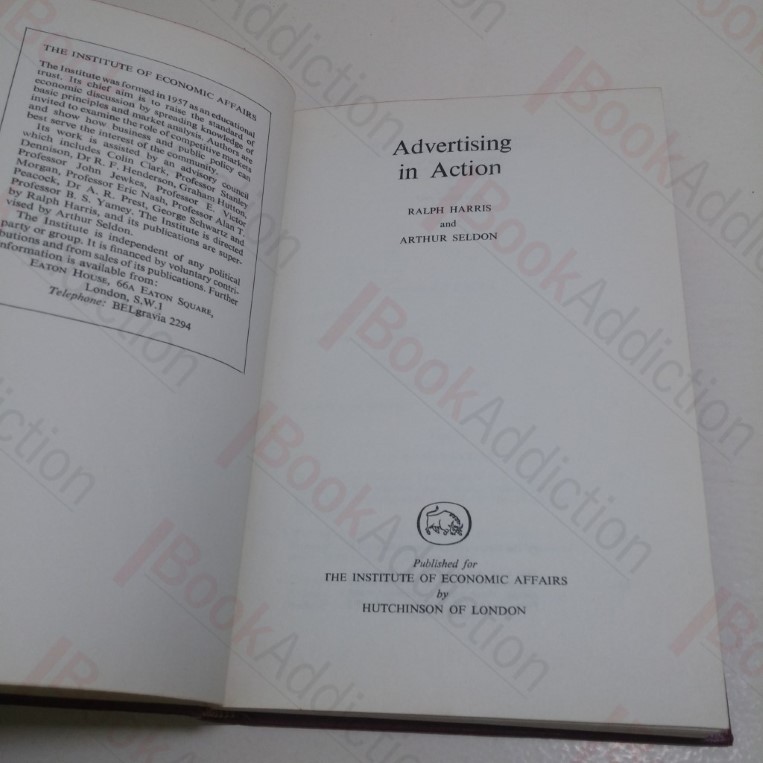 THE INSTITUTE OF ECONOMIC AFFAIRS
The Institute was formed in 1957 as an educational
trust. Its chief aim is to raise the standard of
economic discussion by spreading knowledge of
basic principles and market analysis. Authors are
invited to examine the role of competitive markets
and show how business and public policy can
best serve the interest of the community.
Its work is assisted by an advisory council
which includes Colin Clark, Professor Stanley
Dennison, Dr R. F. Henderson, Graham Hutton,
Professor John Jewkes, Professor E. Victor
Morgan, Professor Eric Nash, Professor Alan T.
Peacock, Dr A. R. Prest, George Schwartz and
Professor B. S. Yamey. The Institute is directed
by Ralph Harris, and its publications are super-
vised by Arthur Seldon.
The Institute is independent of any political
party or group. It is financed by voluntary contri-
butions and from sales of its publications. Further
information is available from:
EATON HOUSE, 66A EATON SQUARE,
London, S.W.1
Telephone: BELgravia 2294
Advertising
in Action
RALPH HARRIS
and
ARTHUR SELDON
Published for
THE INSTITUTE OF ECONOMIC AFFAIRS
by
HUTCHINSON OF LONDON
BookAddiction